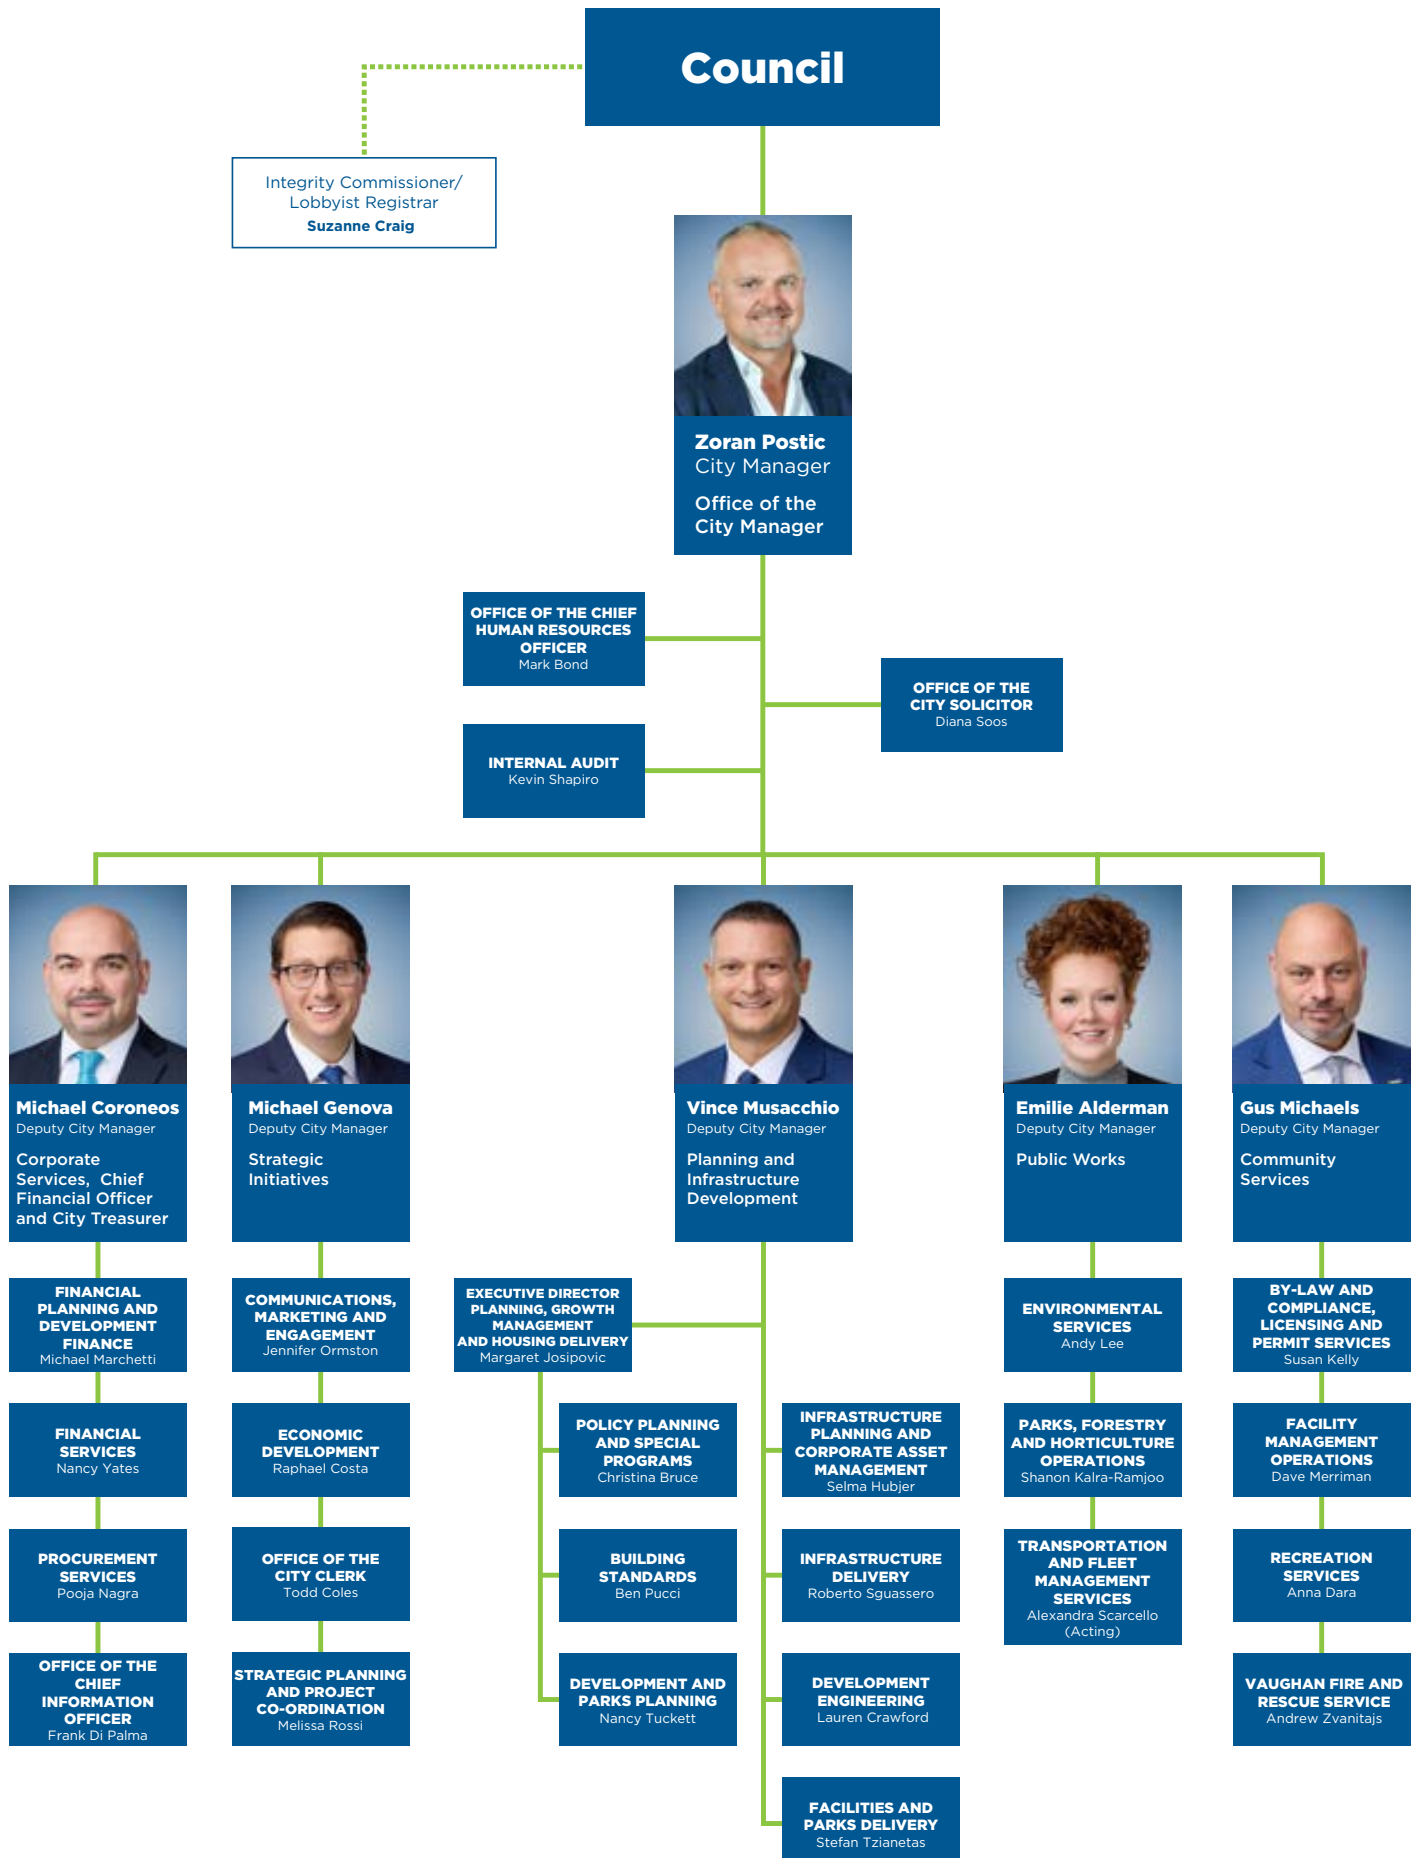 Council
Integrity Commissioner/
Lobbyist Registrar
Suzanne Craig
Zoran Postic
City Manager
Office of the
City Manager
OFFICE OF THE CHIEF
HUMAN RESOURCES
OFFICER
Mark Bond
OFFICE OF THE
CITY SOLICITOR
Diana Soos
INTERNAL AUDIT
Kevin Shapiro
Michael Coroneos
Deputy City Manager
Corporate
Services, Chief
Financial Officer
and City Treasurer
Michael Genova
Deputy City Manager
Strategic
Initiatives
Vince Musacchio
Deputy City Manager
Planning and
Infrastructure
Development
Emilie Alderman
Deputy City Manager
Public Works
Gus Michaels
Deputy City Manager
Community
Services
FINANCIAL
PLANNING AND
DEVELOPMENT
FINANCE
Michael Marchetti
FINANCIAL
SERVICES
Nancy Yates
PROCUREMENT
SERVICES
Pooja Nagra
OFFICE OF THE
CHIEF
INFORMATION
OFFICER
Frank Di Palma
COMMUNICATIONS,
MARKETING AND
ENGAGEMENT
Jennifer Ormston
ECONOMIC
DEVELOPMENT
Raphael Costa
OFFICE OF THE
CITY CLERK
Todd Coles
STRATEGIC PLANNING
AND PROJECT
CO-ORDINATION
Melissa Rossi
EXECUTIVE DIRECTOR
PLANNING, GROWTH
MANAGEMENT
AND HOUSING DELIVERY
Margaret Josipovic
POLICY PLANNING
AND SPECIAL
PROGRAMS
Christina Bruce
BUILDING
STANDARDS
Ben Pucci
DEVELOPMENT AND
PARKS PLANNING
Nancy Tuckett
INFRASTRUCTURE
PLANNING AND
CORPORATE ASSET
MANAGEMENT
Selma Hubjer
INFRASTRUCTURE
DELIVERY
Roberto Sguassero
DEVELOPMENT
ENGINEERING
Lauren Crawford
FACILITIES AND
PARKS DELIVERY
Stefan Tzianetas
ENVIRONMENTAL
SERVICES
Andy Lee
PARKS, FORESTRY
AND HORTICULTURE
OPERATIONS
Shanon Kalra-Ramjoo
TRANSPORTATION
AND FLEET
MANAGEMENT
SERVICES
Alexandra Scarcello
(Acting)
BY-LAW AND
COMPLIANCE,
LICENSING AND
PERMIT SERVICES
Susan Kelly
FACILITY
MANAGEMENT
OPERATIONS
Dave Merriman
RECREATION
SERVICES
Anna Dara
VAUGHAN FIRE AND
RESCUE SERVICE
Andrew Zvanitajs